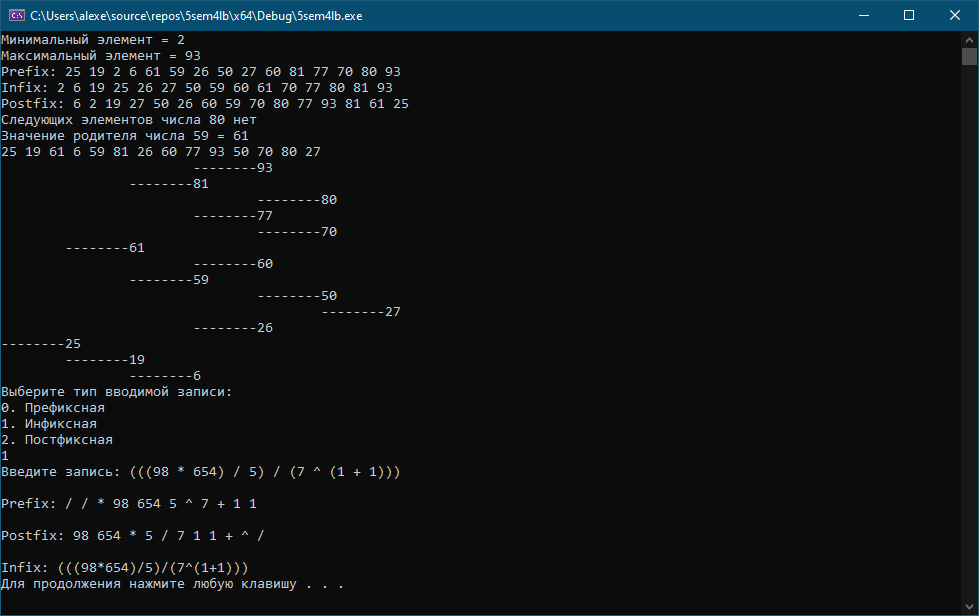 C:\Users\alexe\source\repos\5sem4lb\x64\Debug\5sem4lb.exe
Минимальный элемент = 2
Максимальный элемент = 93
Prefix: 25 19 2 6 61 59 26 50 27 60 81 77 70 80 93
Infix: 2 6 19 25 26 27 50 59 60 61 70 77 80 81 93
Postfix: 6 2 19 27 50 26 60 59 70 80 77 93 81 61 25
Следующих элементов числа 80 нет
Значение родителя числа 59 = 61
25 19 61 6 59 81 26 60 77 93 50 70 80 27
                        --------93
                --------81
                                --------80
                        --------77
                                --------70
        --------61
                        --------60
                --------59
                                --------50
                                        --------27
                        --------26
--------25
        --------19
                --------6
Выберите тип вводимой записи:
0. Префиксная
1. Инфиксная
2. Постфиксная
1
Введите запись: (((98 * 654) / 5) / (7 ^ (1 + 1)))
Prefix: / / * 98 654 5 ^ 7 + 1 1
Postfix: 98 654 * 5 / 7 1 1 + ^ /
Infix: (((98*654)/5)/(7^(1+1)))
Для продолжения нажмите любую клавишу . . .